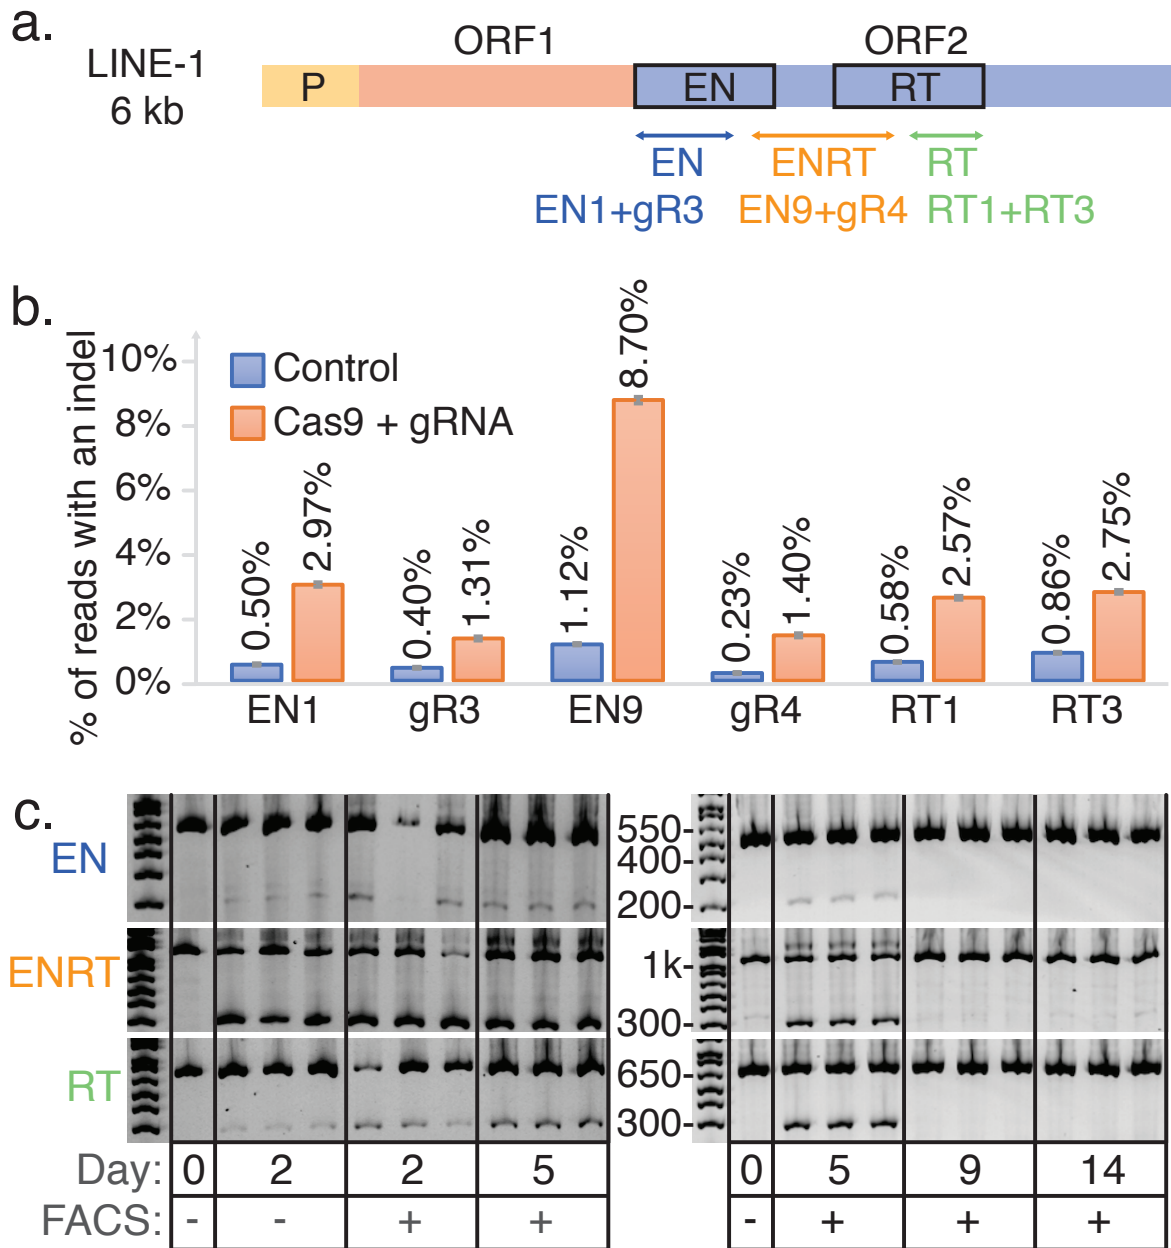 a.
ORF1 ORF2
LINE-1
6 kb
P EN RT
EN ENRT RT
EN1+gR3 EN9+gR4 RT1+RT3
b.
% of reads with an indel
10%
8%
6%
4%
2%
0%
Control
Cas9 + gRNA
0.50% 2.97% 0.40% 1.31% 1.12% 8.70% 0.23% 1.40% 0.58% 2.57% 0.86% 2.75%
EN1 gR3 EN9 gR4 RT1 RT3
c.
EN
550-
400-
200-
ENRT
1k-
300-
RT
650-
300-
Day: 0 2 2 5 0 5 9 14
FACS: - - + + - + + +